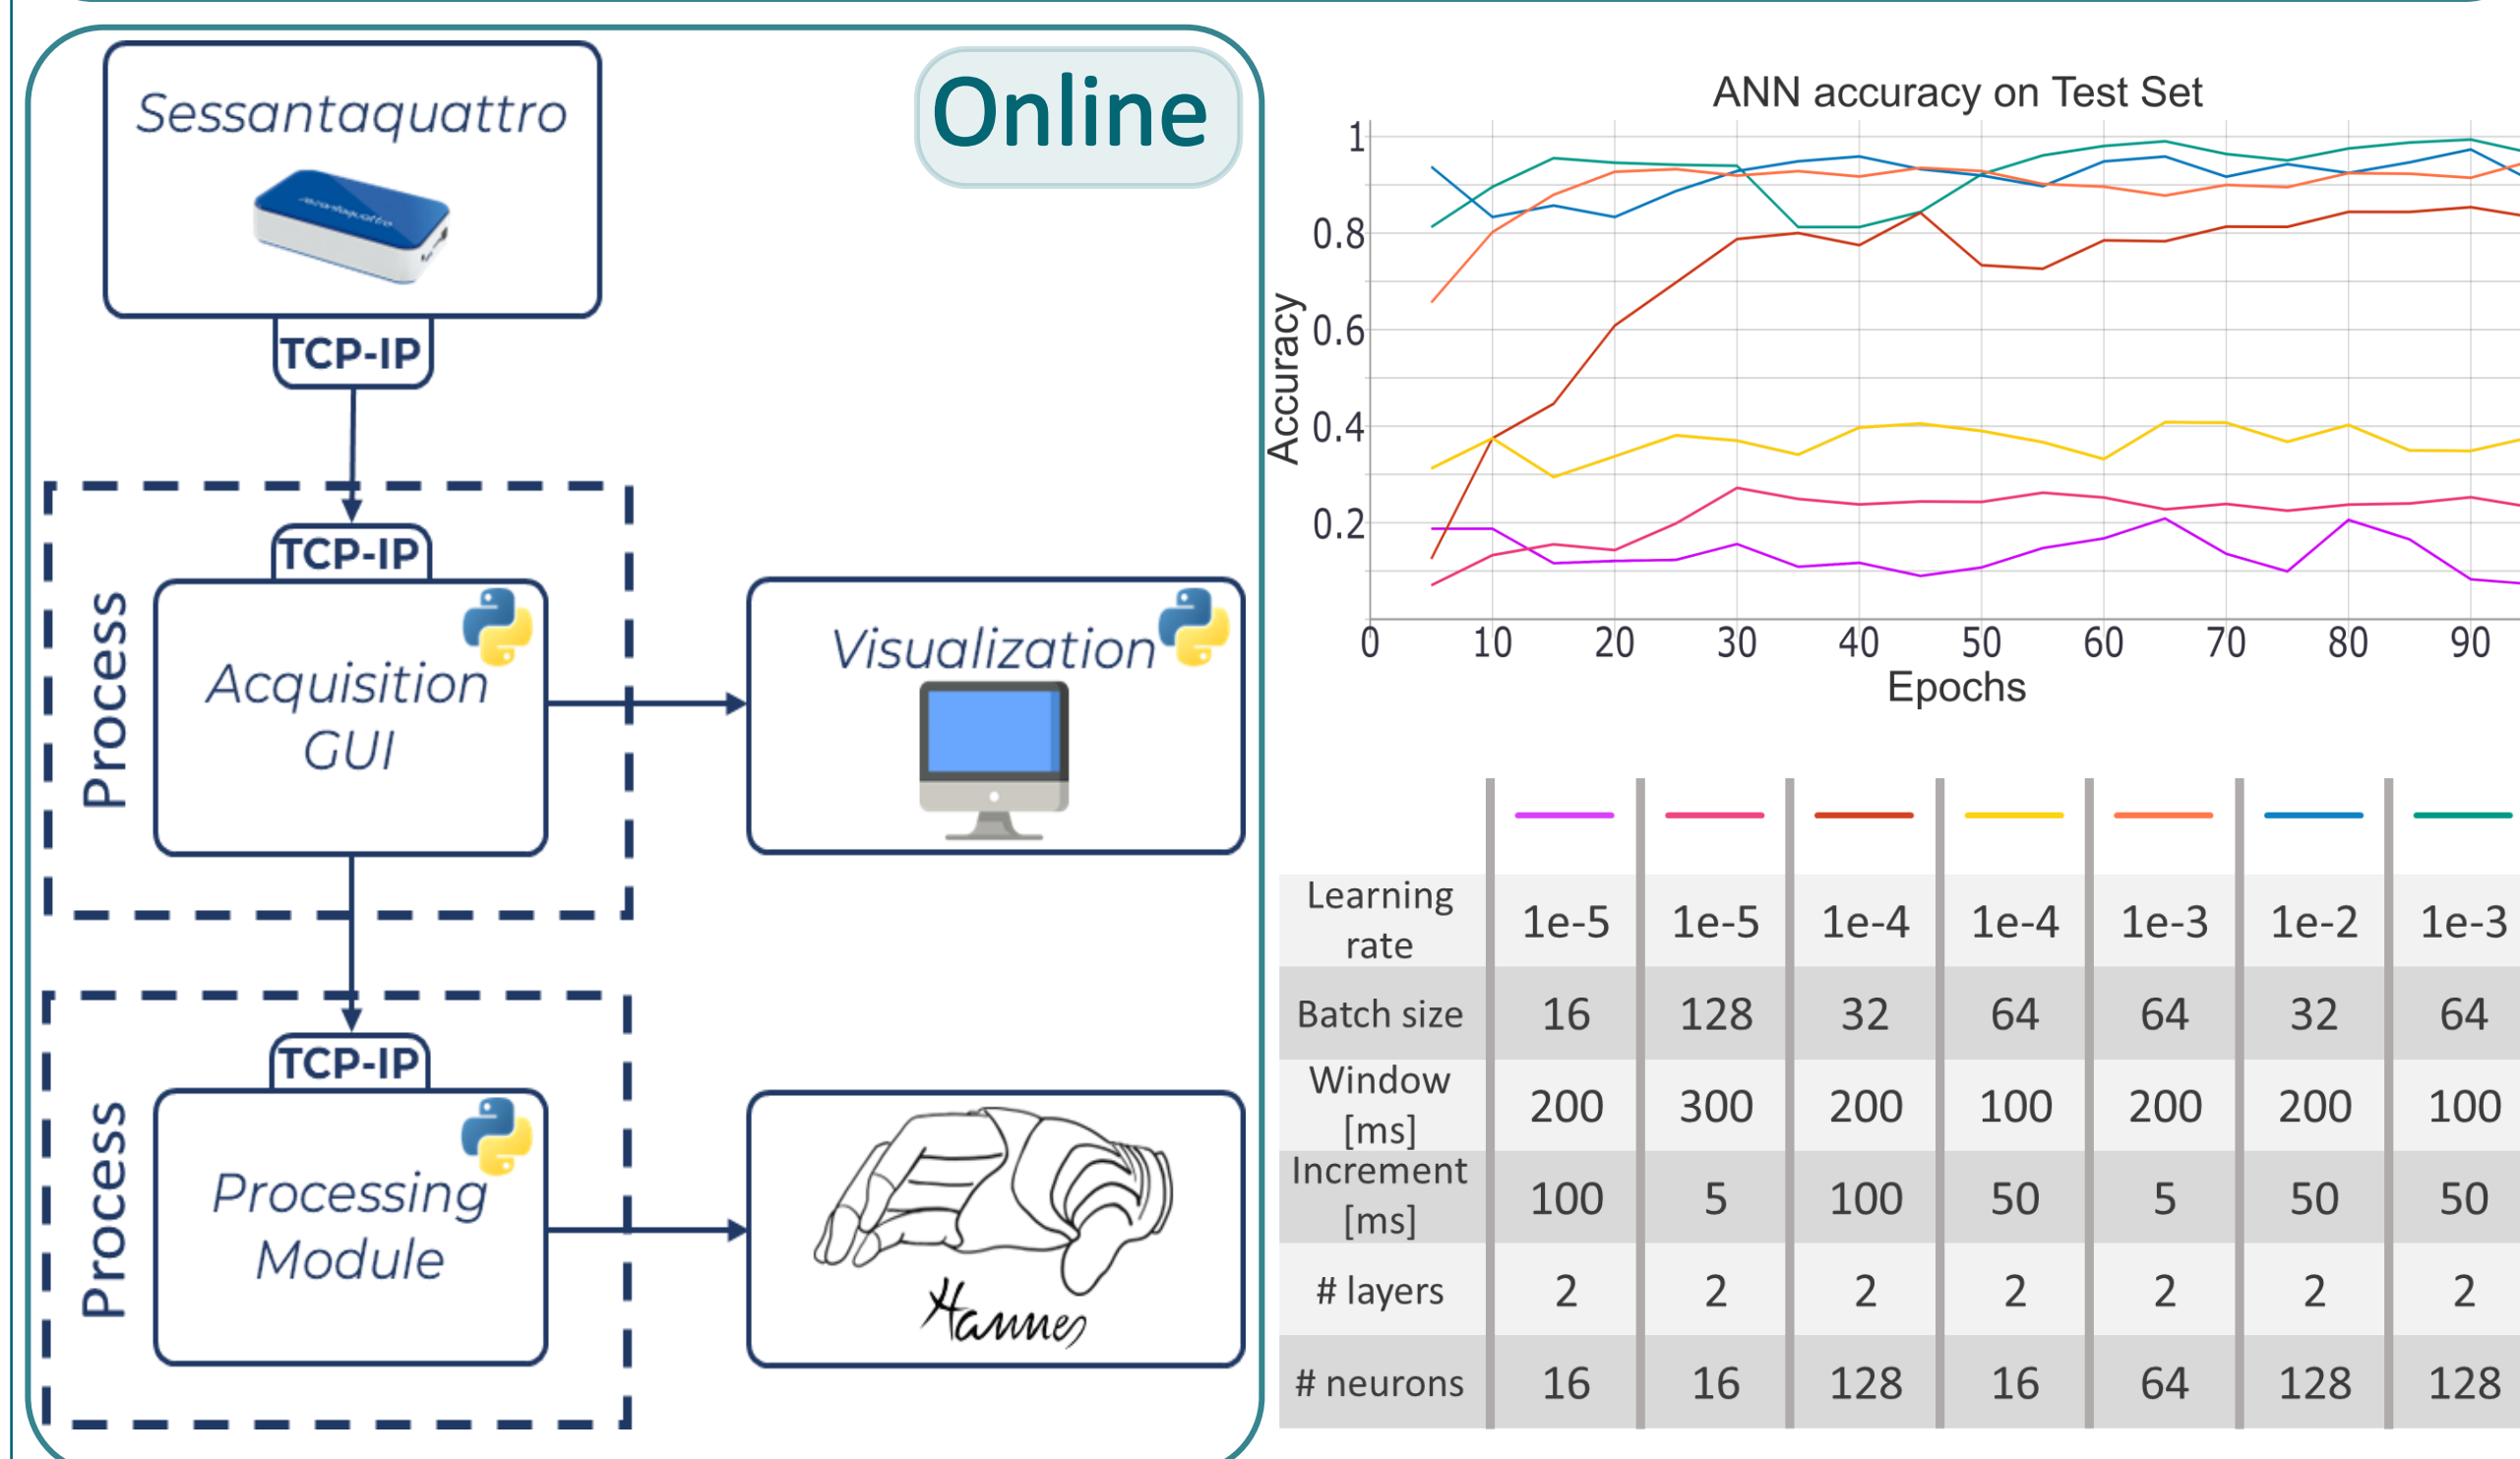 Online
Sessantaquattro
sessantaquattro
TCP-IP
Process
TCP-IP
Acquisition
GUI
Visualization
Process
TCP-IP
Processing
Module
Hannes
ANN accuracy on Test Set
Accuracy
1
0.8
0.6
0.4
0.2
0 10 20 30 40 50 60 70 80 90
Epochs
Learning
rate
1e-5 1e-5 1e-4 1e-4 1e-3 1e-2 1e-3
Batch size 16 128 32 64 64 32 64
Window
[ms]
200 300 200 100 200 200 100
Increment
[ms]
100 5 100 50 5 50 50
# layers 2 2 2 2 2 2 2
# neurons 16 16 128 16 64 128 128